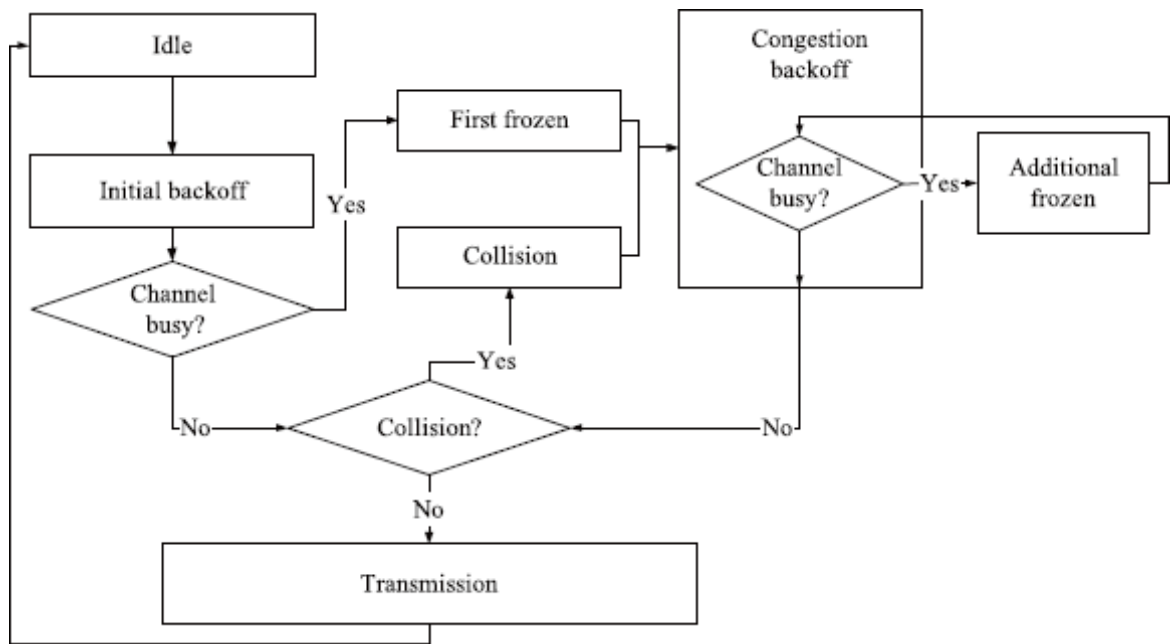 Idle
Congestion
backoff
First frozen
Initial backoff
Yes
Channel
busy?
Yes
Additional
frozen
Collision
Channel
busy?
Yes
No
Collision?
No
No
Transmission